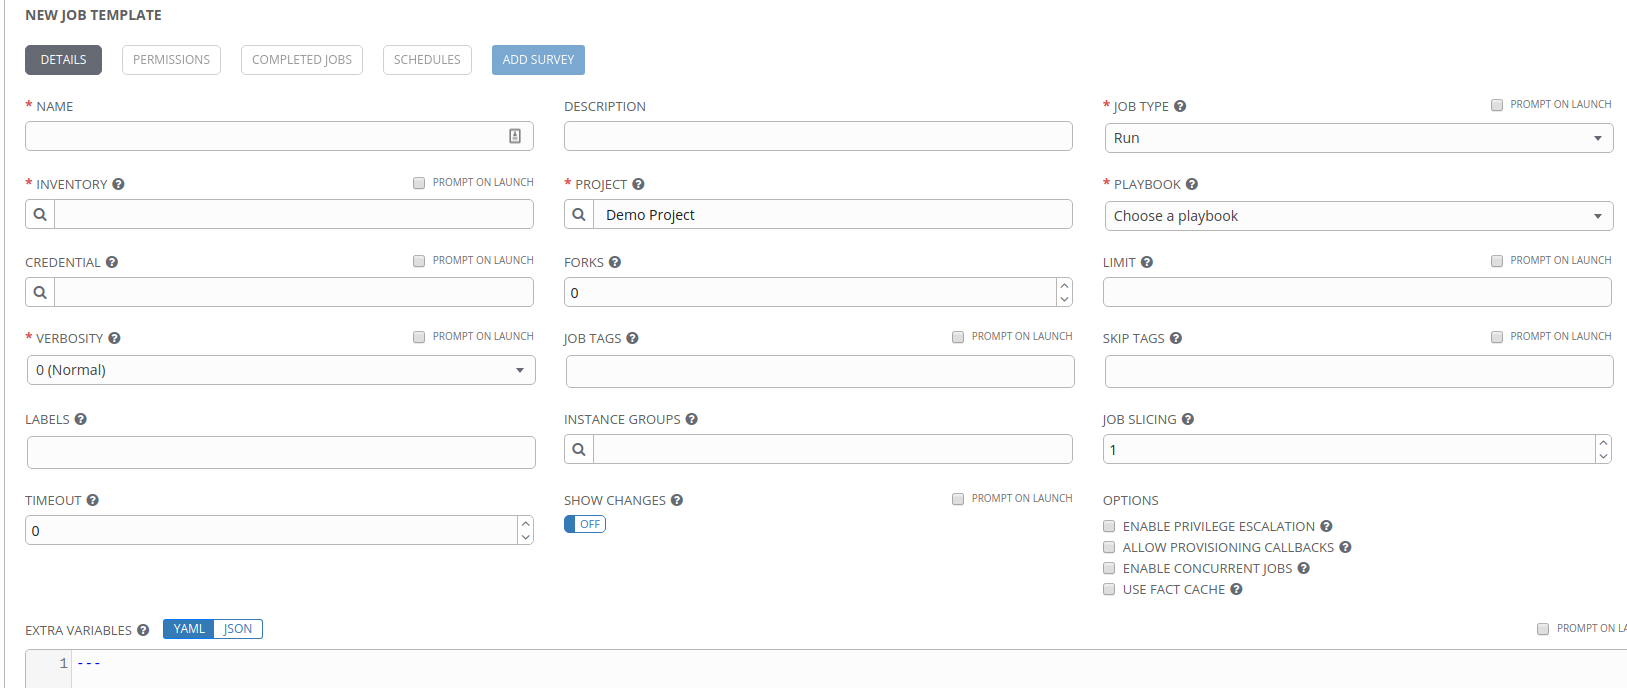 NEW JOB TEMPLATE
DETAILS PERMISSIONS COMPLETED JOBS SCHEDULES ADD SURVEY
* NAME DESCRIPTION * JOB TYPE PROMPT ON LAUNCH
Run
* INVENTORY PROMPT ON LAUNCH * PROJECT * PLAYBOOK
Demo Project Choose a playbook
CREDENTIAL PROMPT ON LAUNCH FORKS LIMIT PROMPT ON LAUNCH
0
* VERBOSITY PROMPT ON LAUNCH JOB TAGS PROMPT ON LAUNCH SKIP TAGS PROMPT ON LAUNCH
0 (Normal)
LABELS INSTANCE GROUPS JOB SLICING
1
TIMEOUT SHOW CHANGES PROMPT ON LAUNCH OPTIONS
0 OFF ENABLE PRIVILEGE ESCALATION
ALLOW PROVISIONING CALLBACKS
ENABLE CONCURRENT JOBS
USE FACT CACHE
EXTRA VARIABLES YAML JSON PROMPT ON LA
1 ---